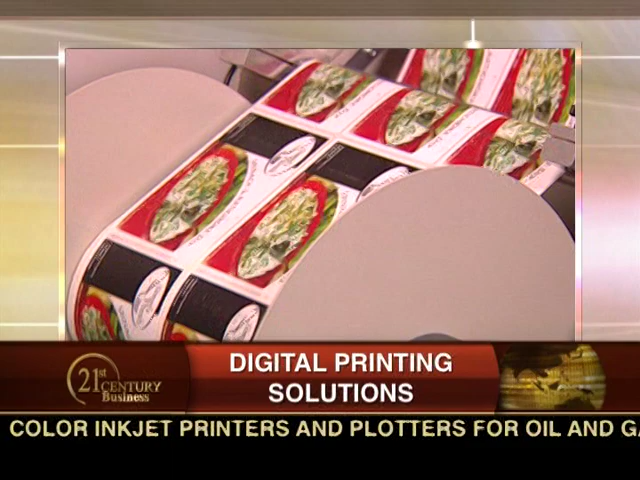 DIGITAL PRINTING
SOLUTIONS
21st
CENTURY
Business
COLOR INKJET PRINTERS AND PLOTTERS FOR OIL AND GA